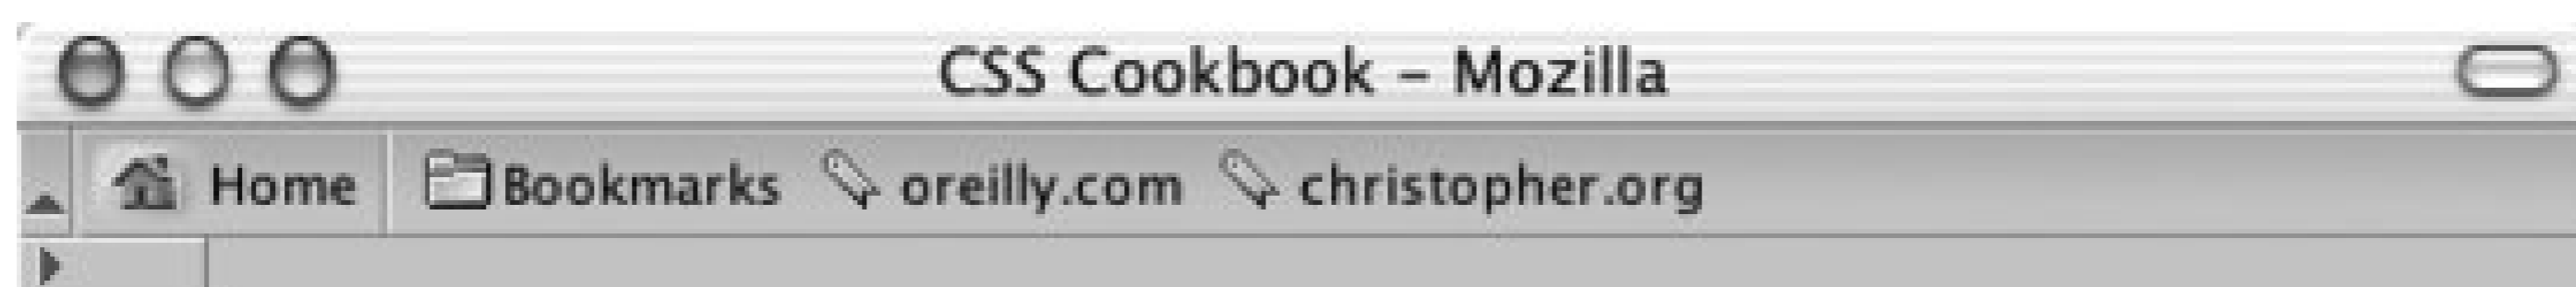 CSS Cookbook – Mozilla
Home Bookmarks oreilly.com christopher.org